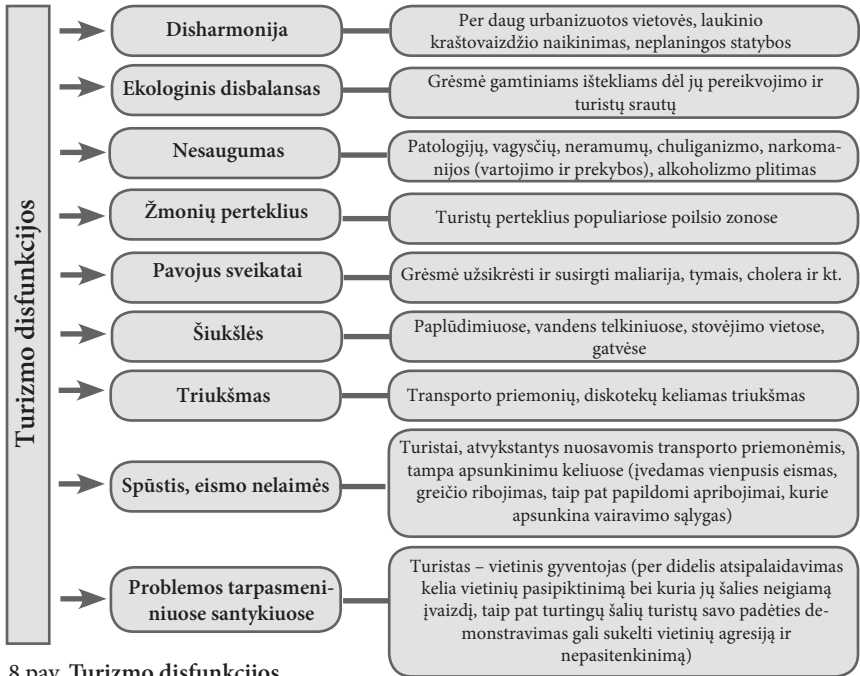 Turizmo disfunkcijos
Disharmonija
Per daug urbanizuotos vietovės, laukinio
kraštovaizdžio naikinimas, neplaningos statybos
Ekologinis disbalansas
Grėsmė gamtiniams ištekliams dėl jų pereikvojimo ir
turistų srautų
Nesaugumas
Patologijų, vagysčių, neramumų, chuliganizmo, narkoma-
nijos (vartojimo ir prekybos), alkoholizmo plitimas
Žmonių perteklius
Turistų perteklius populiariose poilsio zonose
Pavojus sveikatai
Grėsmė užsikrėsti ir susirgti maliarija, tymais, cholera ir kt.
Šiukšlės
Paplūdimiuose, vandens telkiniuose, stovėjimo vietose,
gatvėse
Triukšmas
Transporto priemonių, diskotekų keliamas triukšmas
Spūstis, eismo nelaimės
Turistai, atvykstantys nuosavomis transporto priemonėmis,
tampa apsunkinimu keliuose (įvedamas vienpusis eismas,
greičio ribojimas, taip pat papildomi apribojimai, kurie
apsunkina vairavimo sąlygas)
Problemos tarpasmeni-
niuose santykiuose
Turistas – vietinis gyventojas (per didelis atsipalaidavimas
kelia vietinių pasipiktinimą bei kuria jų šalies neigiamą
įvaizdį, taip pat turtingų šalių turistų savo padėties de-
monstravimas gali sukelti vietinių agresiją ir
nepasitenkinimą)
8 pav. Turizmo disfunkcijos